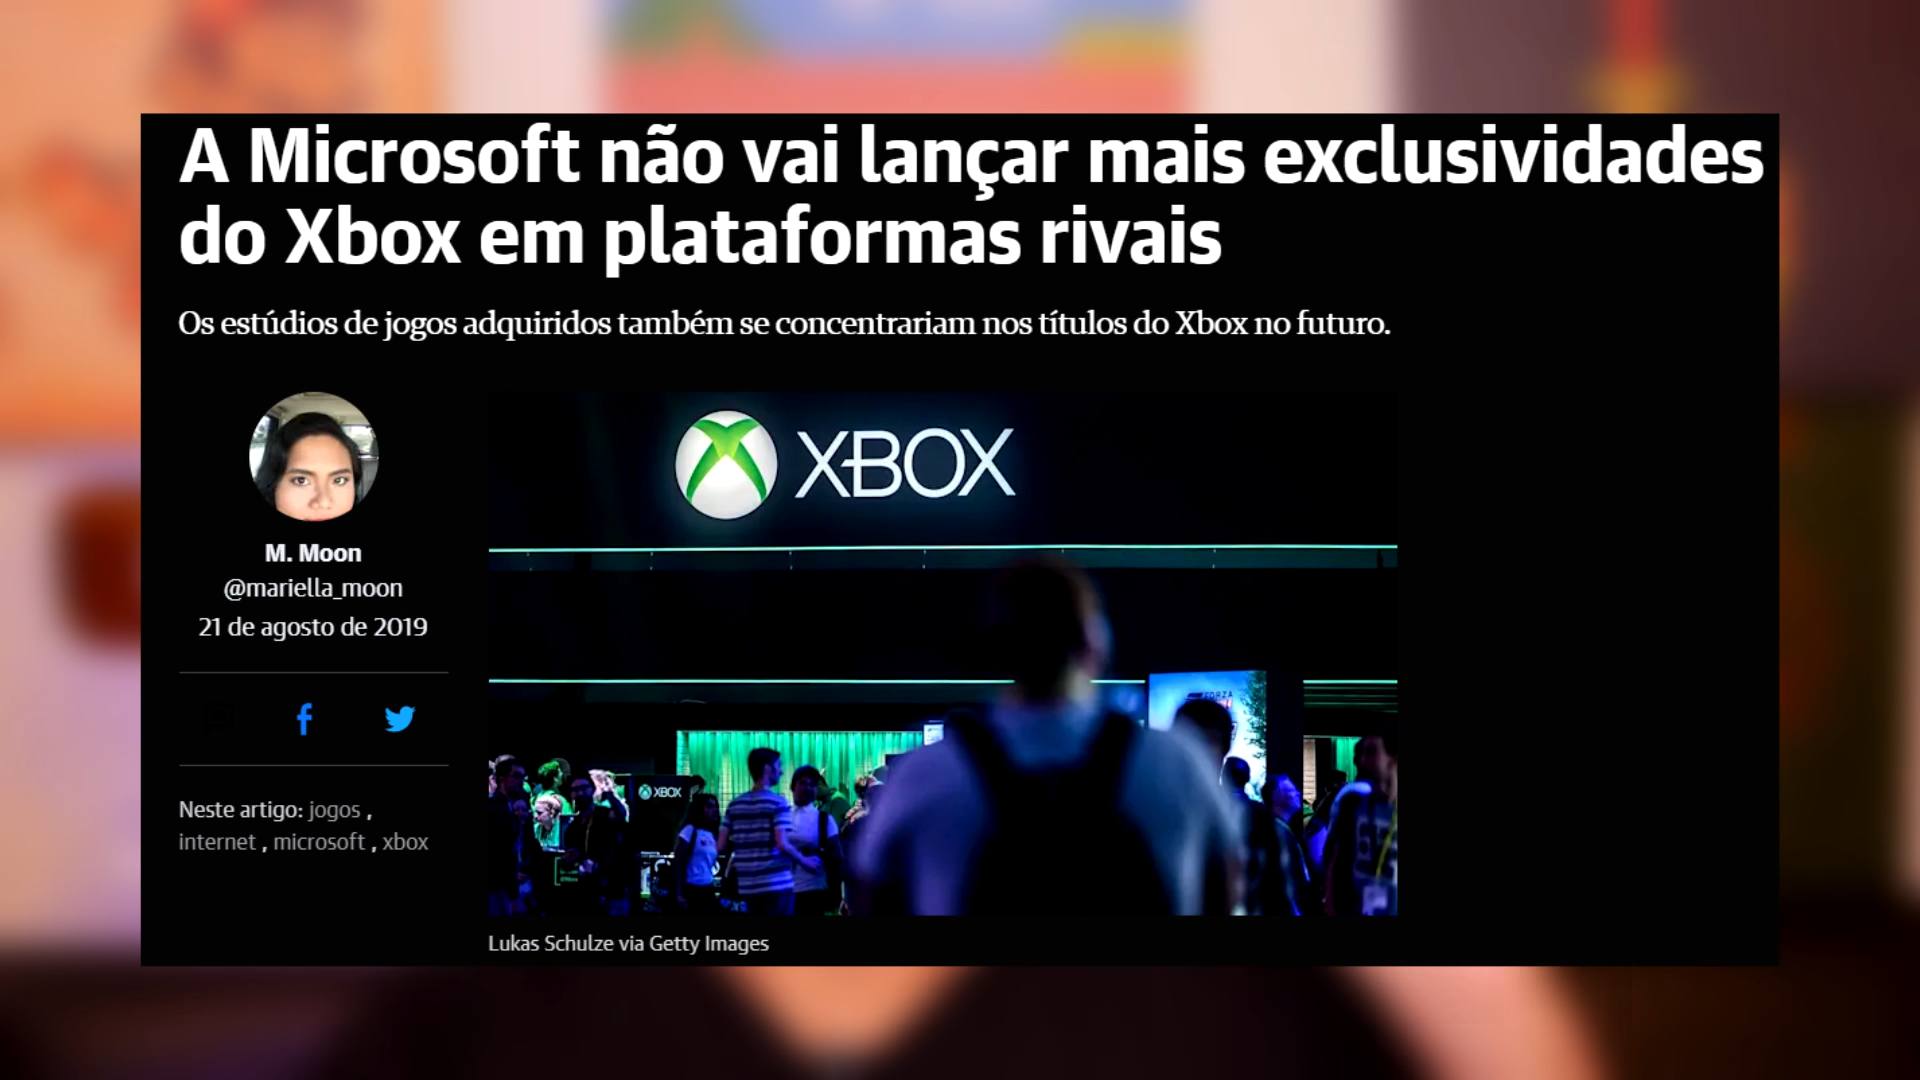 A Microsoft não vai lançar mais exclusividades
do Xbox em plataformas rivais
Os estúdios de jogos adquiridos também se concentrariam nos títulos do Xbox no futuro.
XBOX
M. Moon
@mariella_moon
21 de agosto de 2019
FORZA
XBOX
Neste artigo: jogos ,
internet , microsoft , xbox
Lukas Schulze via Getty Images